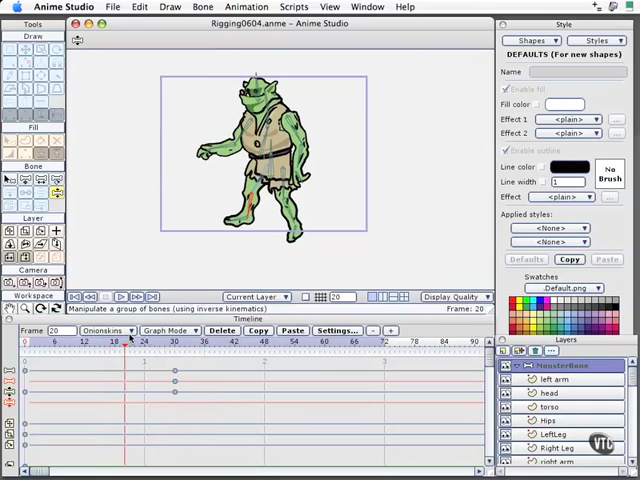 Anime Studio File Edit Draw Bone Animation Scripts View Window Help
Rigging0604.anme - Anime Studio
Tools
Draw
Fill
Bone
Layer
Camera
Workspace
Style
Shapes Styles
DEFAULTS (For new shapes)
Name
Enable fill
Fill color
Effect 1 <plain> ...
Effect 2 <plain> ...
Enable outline
Line color
Line width 1
No Brush
Effect <plain> ...
Applied styles:
<None>
<None>
Defaults Copy Paste
Swatches
.Default.png ...
Current Layer 20 Display Quality
Manipulate a group of bones (using inverse kinematics) Frame: 20
Timeline
Frame 20 Onionskins Graph Mode Delete Copy Paste Settings... - +
0 6 12 18 24 30 36 42 48 54 60 66 72 78 84 90
0 1 2 3
Layers
MonsterBone
left arm
head
torso
Hips
LeftLeg
Right Leg
right arm
VTC